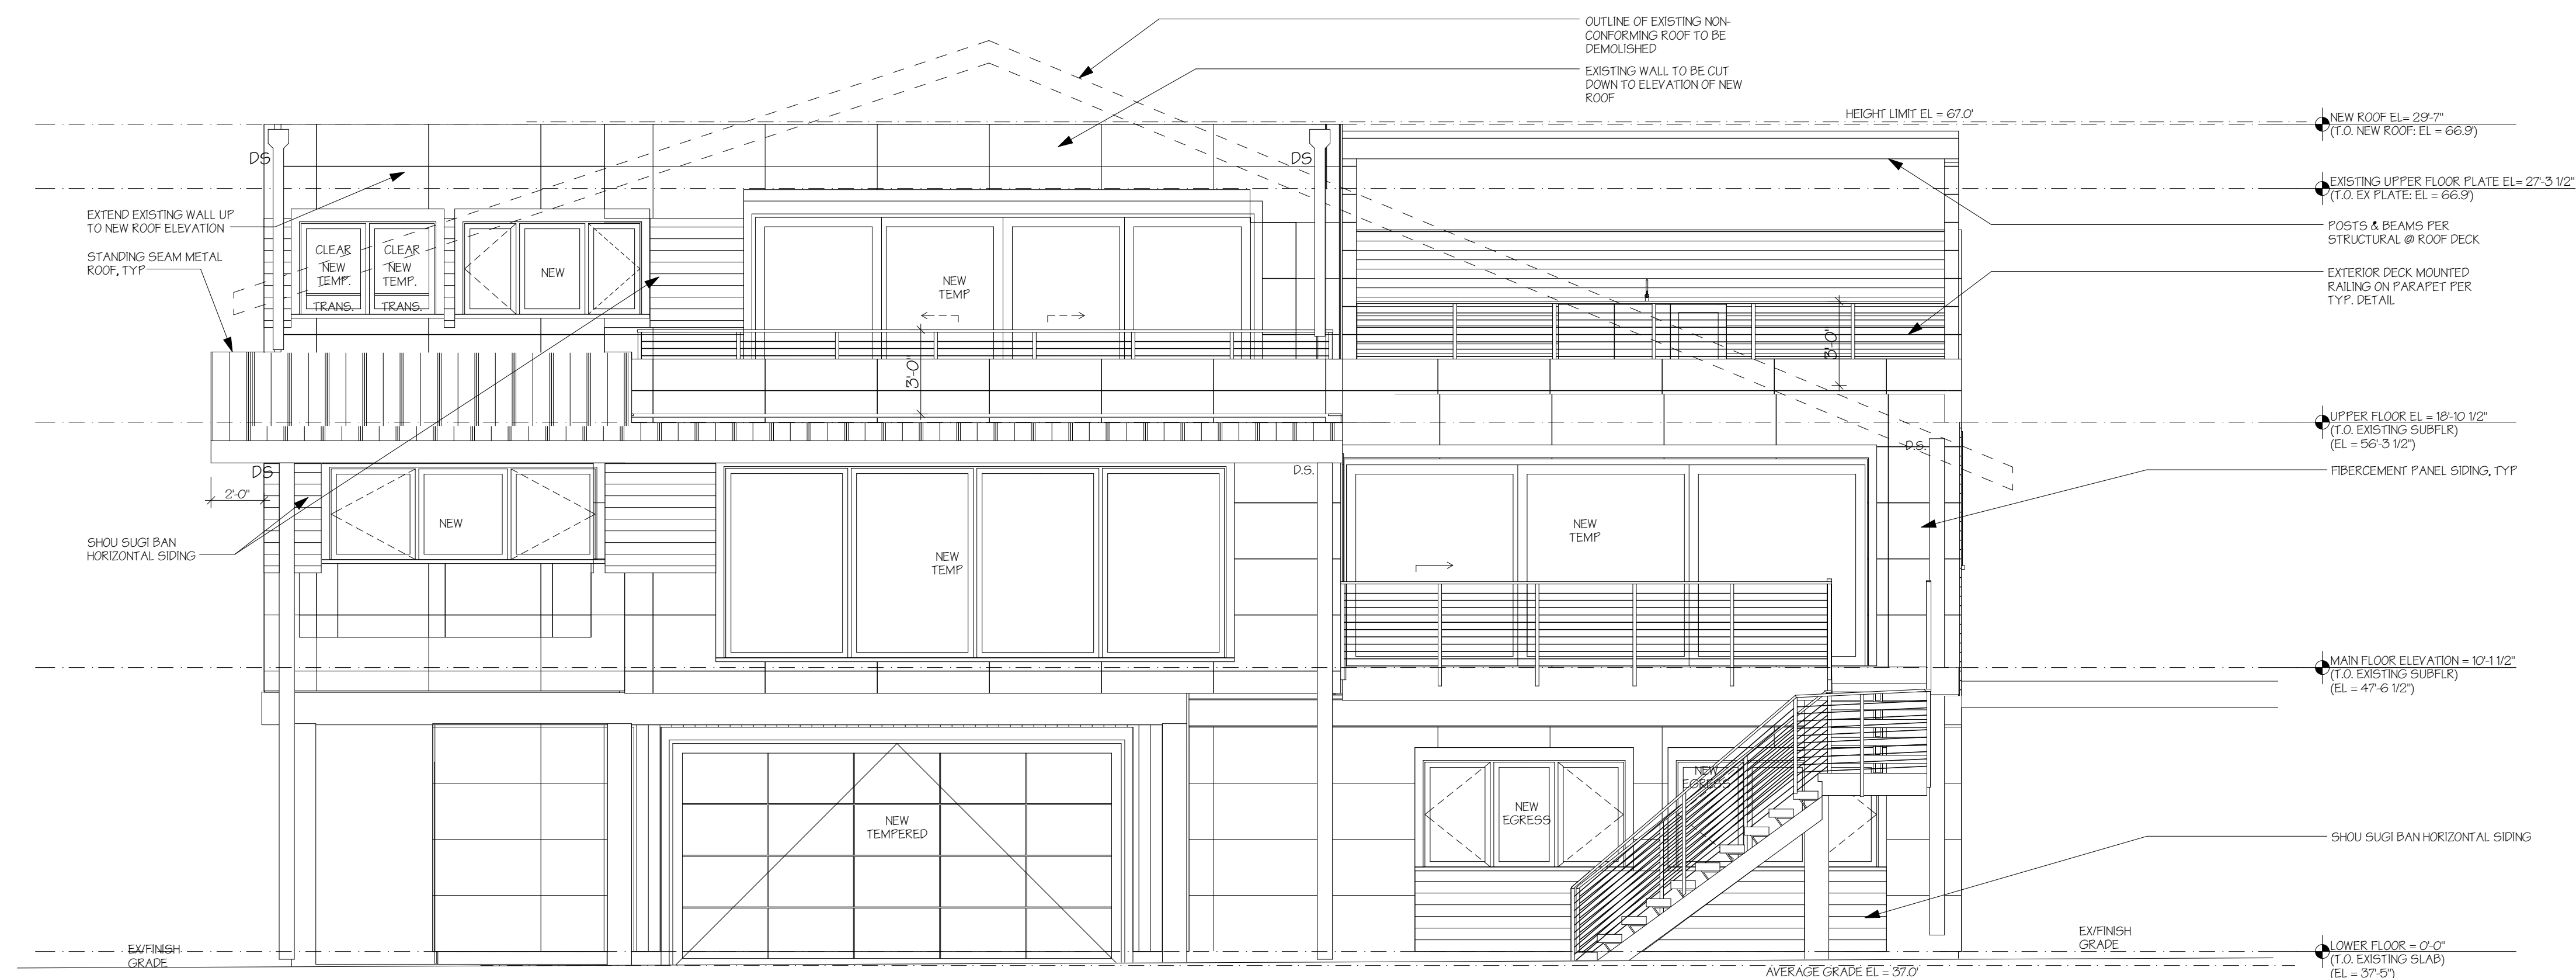 OUTLINE OF EXISTING NON-
CONFORMING ROOF TO BE
DEMOLISHED
EXISTING WALL TO BE CUT
DOWN TO ELEVATION OF NEW
ROOF
HEIGHT LIMIT EL = 67.0'
NEW ROOF EL= 29'-7"
(T.O. NEW ROOF: EL = 66.9')
DS
DS
EXISTING UPPER FLOOR PLATE EL= 27'-3 1/2"
(T.O. EX PLATE: EL = 66.9')
EXTEND EXISTING WALL UP
TO NEW ROOF ELEVATION
STANDING SEAM METAL
ROOF, TYP
CLEAR
NEW
TEMP.
TRANS.
CLEAR
NEW
TEMP.
TRANS.
NEW
NEW
TEMP
POSTS & BEAMS PER
STRUCTURAL @ ROOF DECK
EXTERIOR DECK MOUNTED
RAILING ON PARAPET PER
TYP. DETAIL
3'-0"
3'-0"
UPPER FLOOR EL = 18'-10 1/2"
(T.O. EXISTING SUBFLR)
(EL = 56'-3 1/2")
DS
D.S.
D.S.
2'-0"
FIBERCEMENT PANEL SIDING, TYP
NEW
NEW
TEMP
NEW
TEMP
SHOU SUGI BAN
HORIZONTAL SIDING
MAIN FLOOR ELEVATION = 10'-1 1/2"
(T.O. EXISTING SUBFLR)
(EL = 47'-6 1/2")
NEW
TEMPERED
NEW
EGRESS
NEW
EGRESS
SHOU SUGI BAN HORIZONTAL SIDING
EX/FINISH
GRADE
EX/FINISH
GRADE
LOWER FLOOR = 0'-0"
(T.O. EXISTING SLAB)
(EL = 37'-5")
AVERAGE GRADE EL = 37.0'